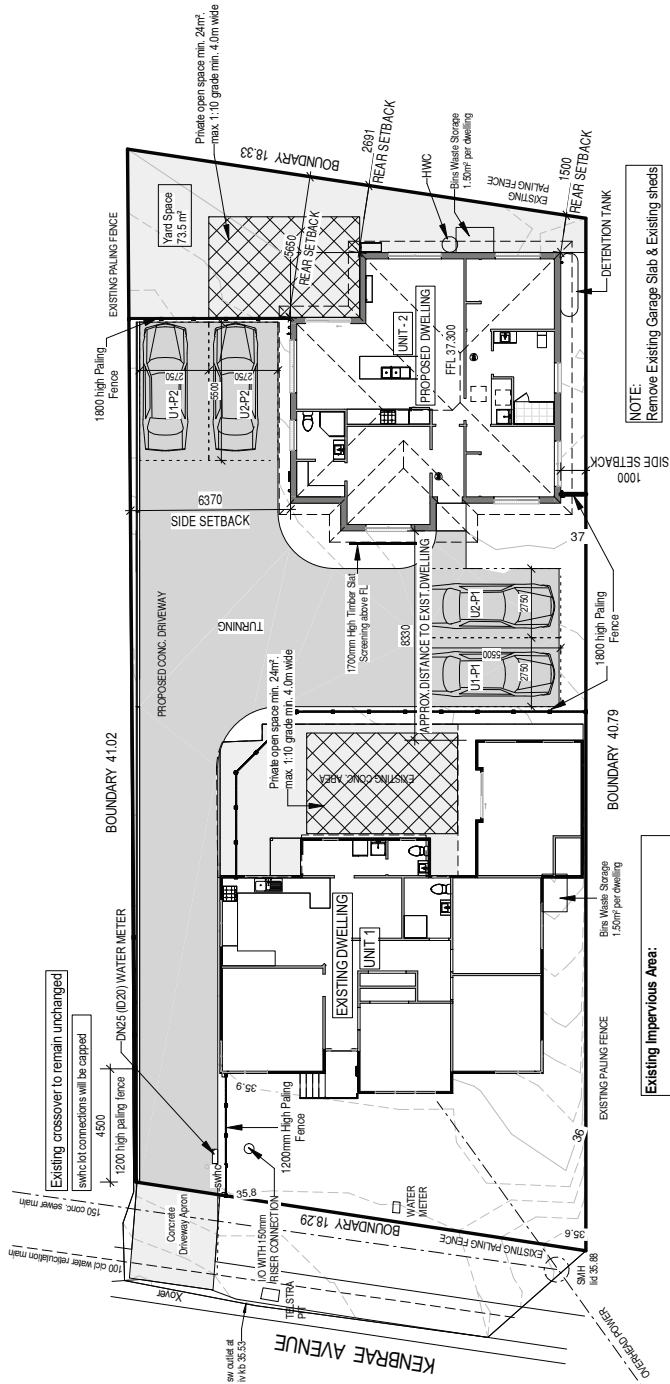 Existing crossover to remain unchanged
swhc lot connections will be capped
4500
1200 high paling fence
DN25 (ID20) WATER METER
BOUNDARY 41.02
1800 high Paling
Fence
EXISTING PALING FENCE
Yard Space
73.5 m²
Private open space min. 24m².
max. 1:10 grade min. 4.0m wide
BOUNDARY 18.33
2691
REAR SETBACK
5650
REAR SETBACK
HWC
Bins Waste Storage
1.50m² per dwelling
EXISTING
PALING FENCE
1500
REAR SETBACK
DETENTION TANK
NOTE:
Remove Existing Garage Slab & Existing sheds
PROPOSED CONC. DRIVEWAY
TURNING
6370
SIDE SETBACK
2750
U1-P2
5500
2750
U2-P2
UNIT - 2
PROPOSED DWELLING
FFL 37.300
1000
SIDE SETBACK
37
1700mm High Timber Slat
Screening above FL
8330
APPROX.DISTANCE TO EXIST.DWELLING
U1-P1
2750
5500
U2-P1
2750
1800 high Paling
Fence
Private open space min. 24m².
max. 1:10 grade min. 4.0m wide
EXISTING CONC. AREA
EXISTING DWELLING
UNIT 1
BOUNDARY 40.79
Bins Waste Storage
1.50m² per dwelling
EXISTING PALING FENCE
Existing Impervious Area:
36
35.9
1200mm High Paling
Fence
swhc
35.8
I/O WITH 150mm
RISER CONNECTION
WATER
METER
BOUNDARY 18.29
EXISTING PALING FENCE
35.6
SMH
lid 35.88
OVERHEAD POWER
150 conc. sewer main
100 cicl water reticulation main
Concrete
Driveway Apron
Xover
TELSTRA
PIT
sw outlet at
iv kb 35.53
KENBRAE AVENUE